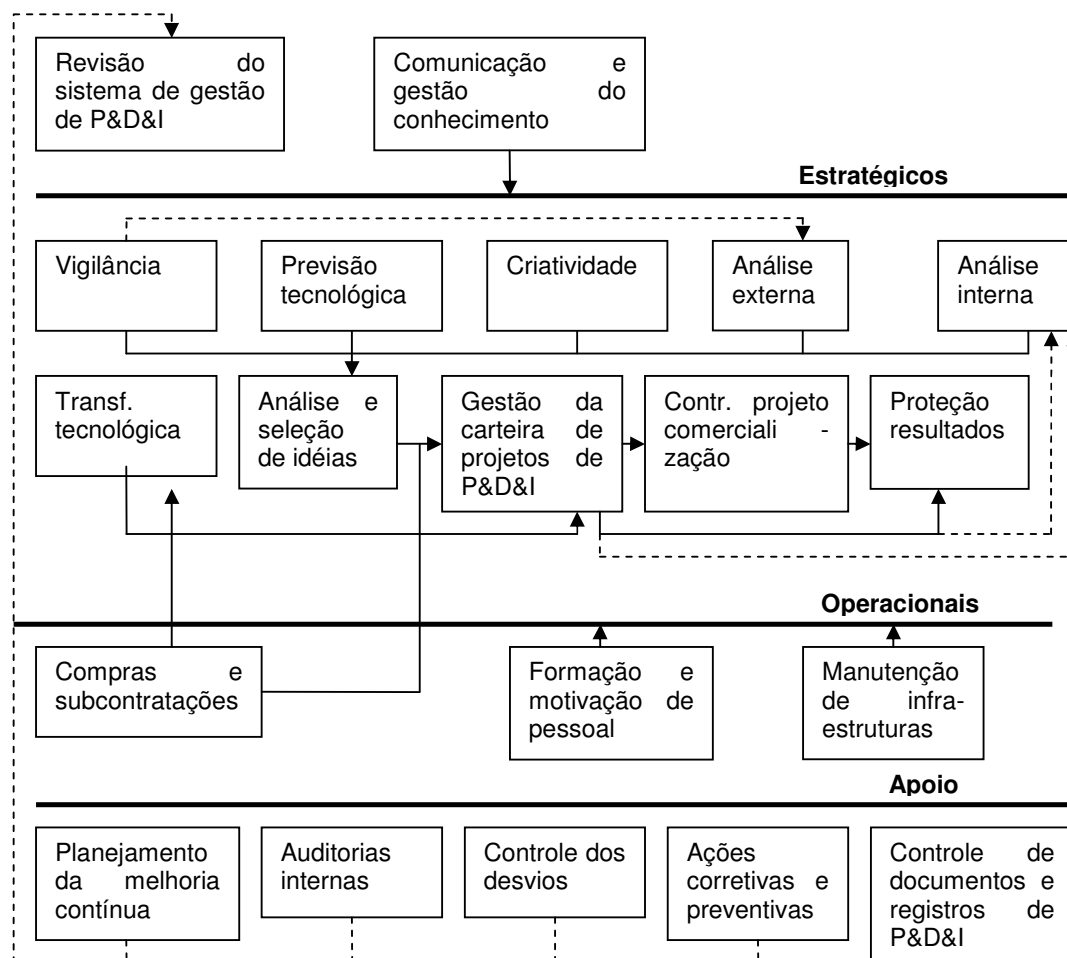 Revisão do
sistema de gestão
de P&D&I
Comunicação e
gestão do
conhecimento
Estratégicos
Vigilância
Previsão
tecnológica
Criatividade
Análise
externa
Análise
interna
Transf.
tecnológica
Análise e
seleção
de idéias
Gestão da
carteira de
projetos de
P&D&I
Contr. projeto
comerciali -
zação
Proteção
resultados
Operacionais
Compras e
subcontratações
Formação e
motivação de
pessoal
Manutenção
de infra-
estruturas
Apoio
Planejamento
da melhoria
contínua
Auditorias
internas
Controle dos
desvios
Ações
corretivas e
preventivas
Controle de
documentos e
registros de
P&D&I